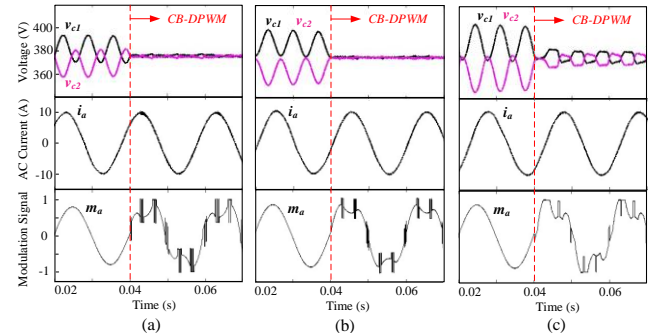 v_c1 CB-DPWM v_c1 v_c2 CB-DPWM v_c1 v_c2 CB-DPWM
Voltage (V)
400
380
360
v_c2
AC Current (A)
10
0
-10
i_a i_a i_a
Modulation Signal
1
0
-1
m_a m_a m_a
0.02 0.04 0.06 0.02 0.04 0.06 0.02 0.04 0.06
Time (s) Time (s) Time (s)
(a) (b) (c)